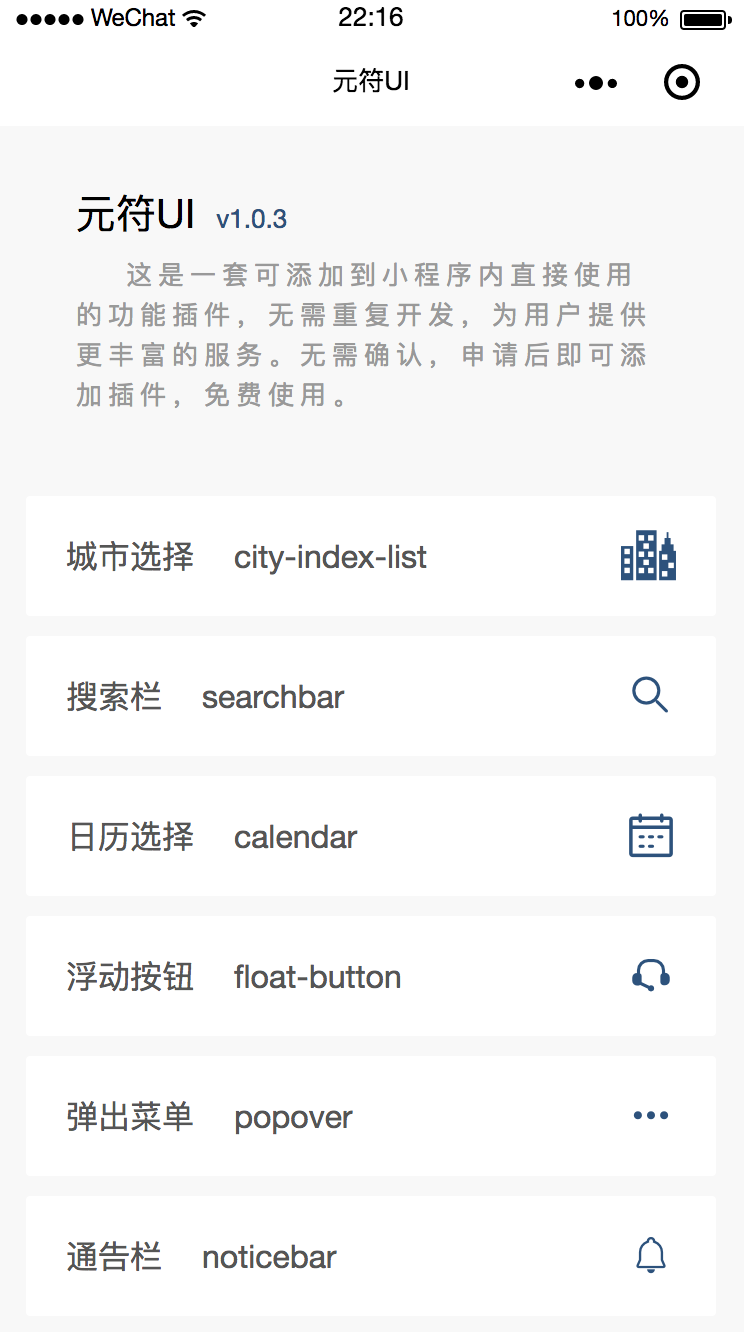 WeChat 22:16 100%
元符UI
元符UI v1.0.3
这是一套可添加到小程序内直接使用
的功能插件，无需重复开发，为用户提供
更丰富的服务。无需确认，申请后即可添
加插件，免费使用。
城市选择 city-index-list
搜索栏 searchbar
日历选择 calendar
浮动按钮 float-button
弹出菜单 popover
通告栏 noticebar